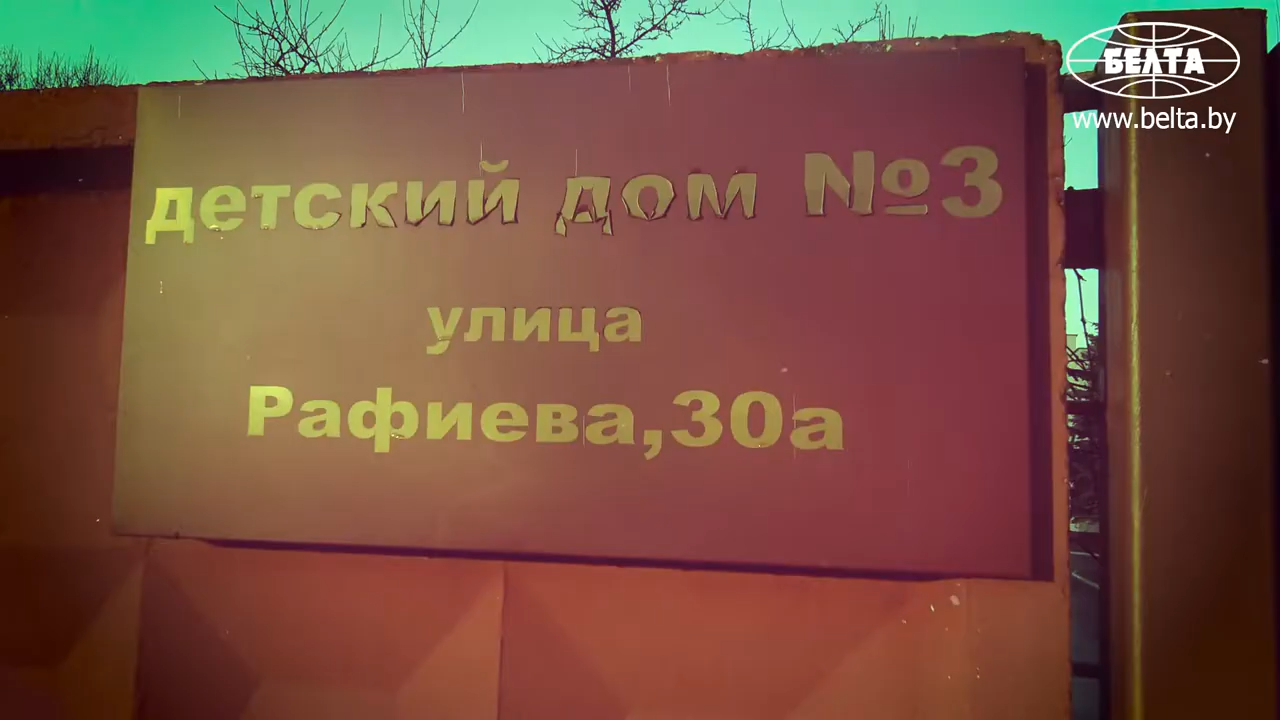 БЕЛТА
www.belta.by
детский дом №3
улица
Рафиева,30а